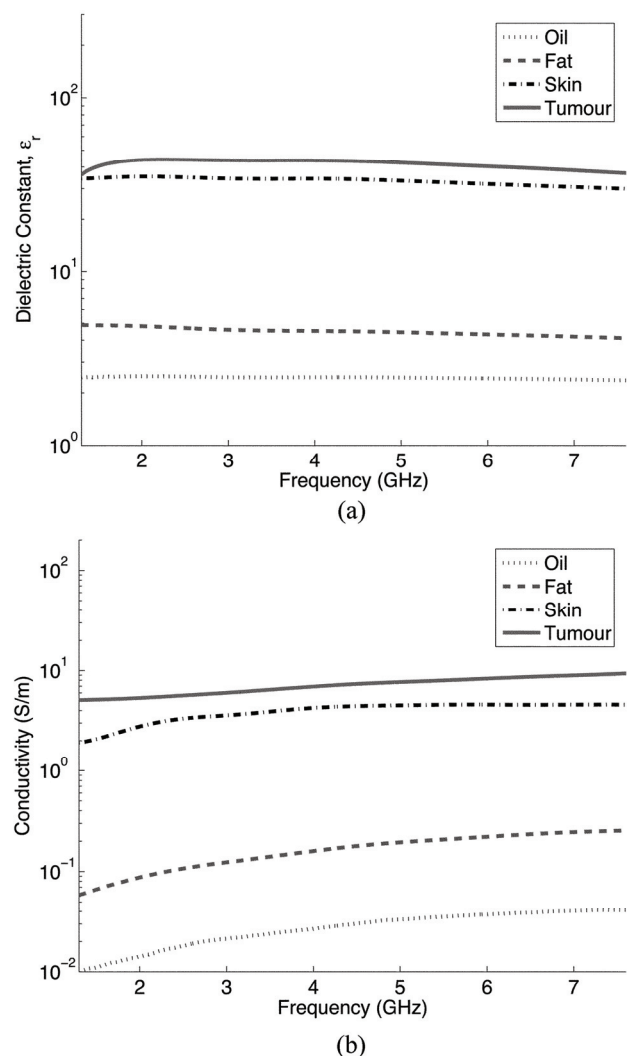 Oil
Fat
Skin
Tumour
10²
10¹
10⁰
Dielectric Constant, εr
2 3 4 5 6 7
Frequency (GHz)
(a)
Oil
Fat
Skin
Tumour
10²
10¹
10⁰
10⁻¹
10⁻²
Conductivity (S/m)
2 3 4 5 6 7
Frequency (GHz)
(b)